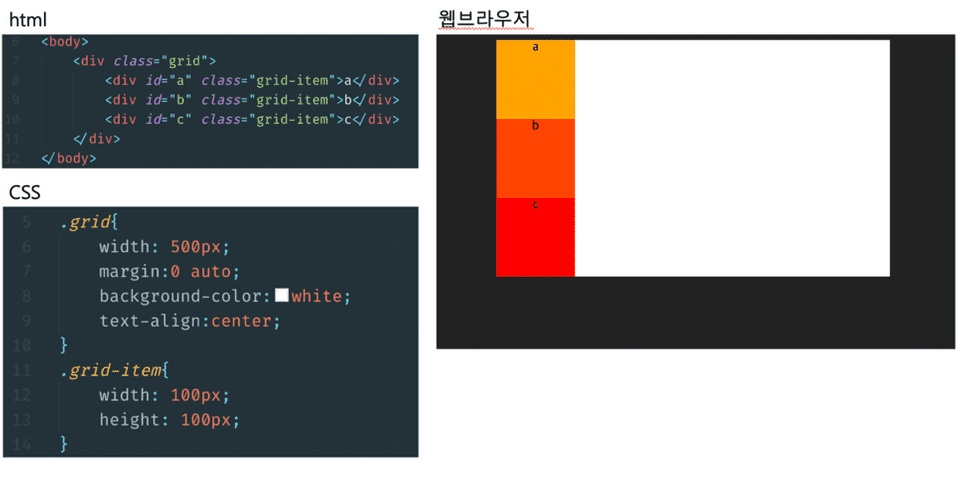 html
6 <body>
7 <div class="grid">
8 <div id="a" class="grid-item">a</div>
9 <div id="b" class="grid-item">b</div>
10 <div id="c" class="grid-item">c</div>
11 </div>
12 </body>
CSS
5 .grid{
6 width: 500px;
7 margin:0 auto;
8 background-color: white;
9 text-align:center;
10 }
11 .grid-item{
12 width: 100px;
13 height: 100px;
14 }
웹브라우저
a
b
c